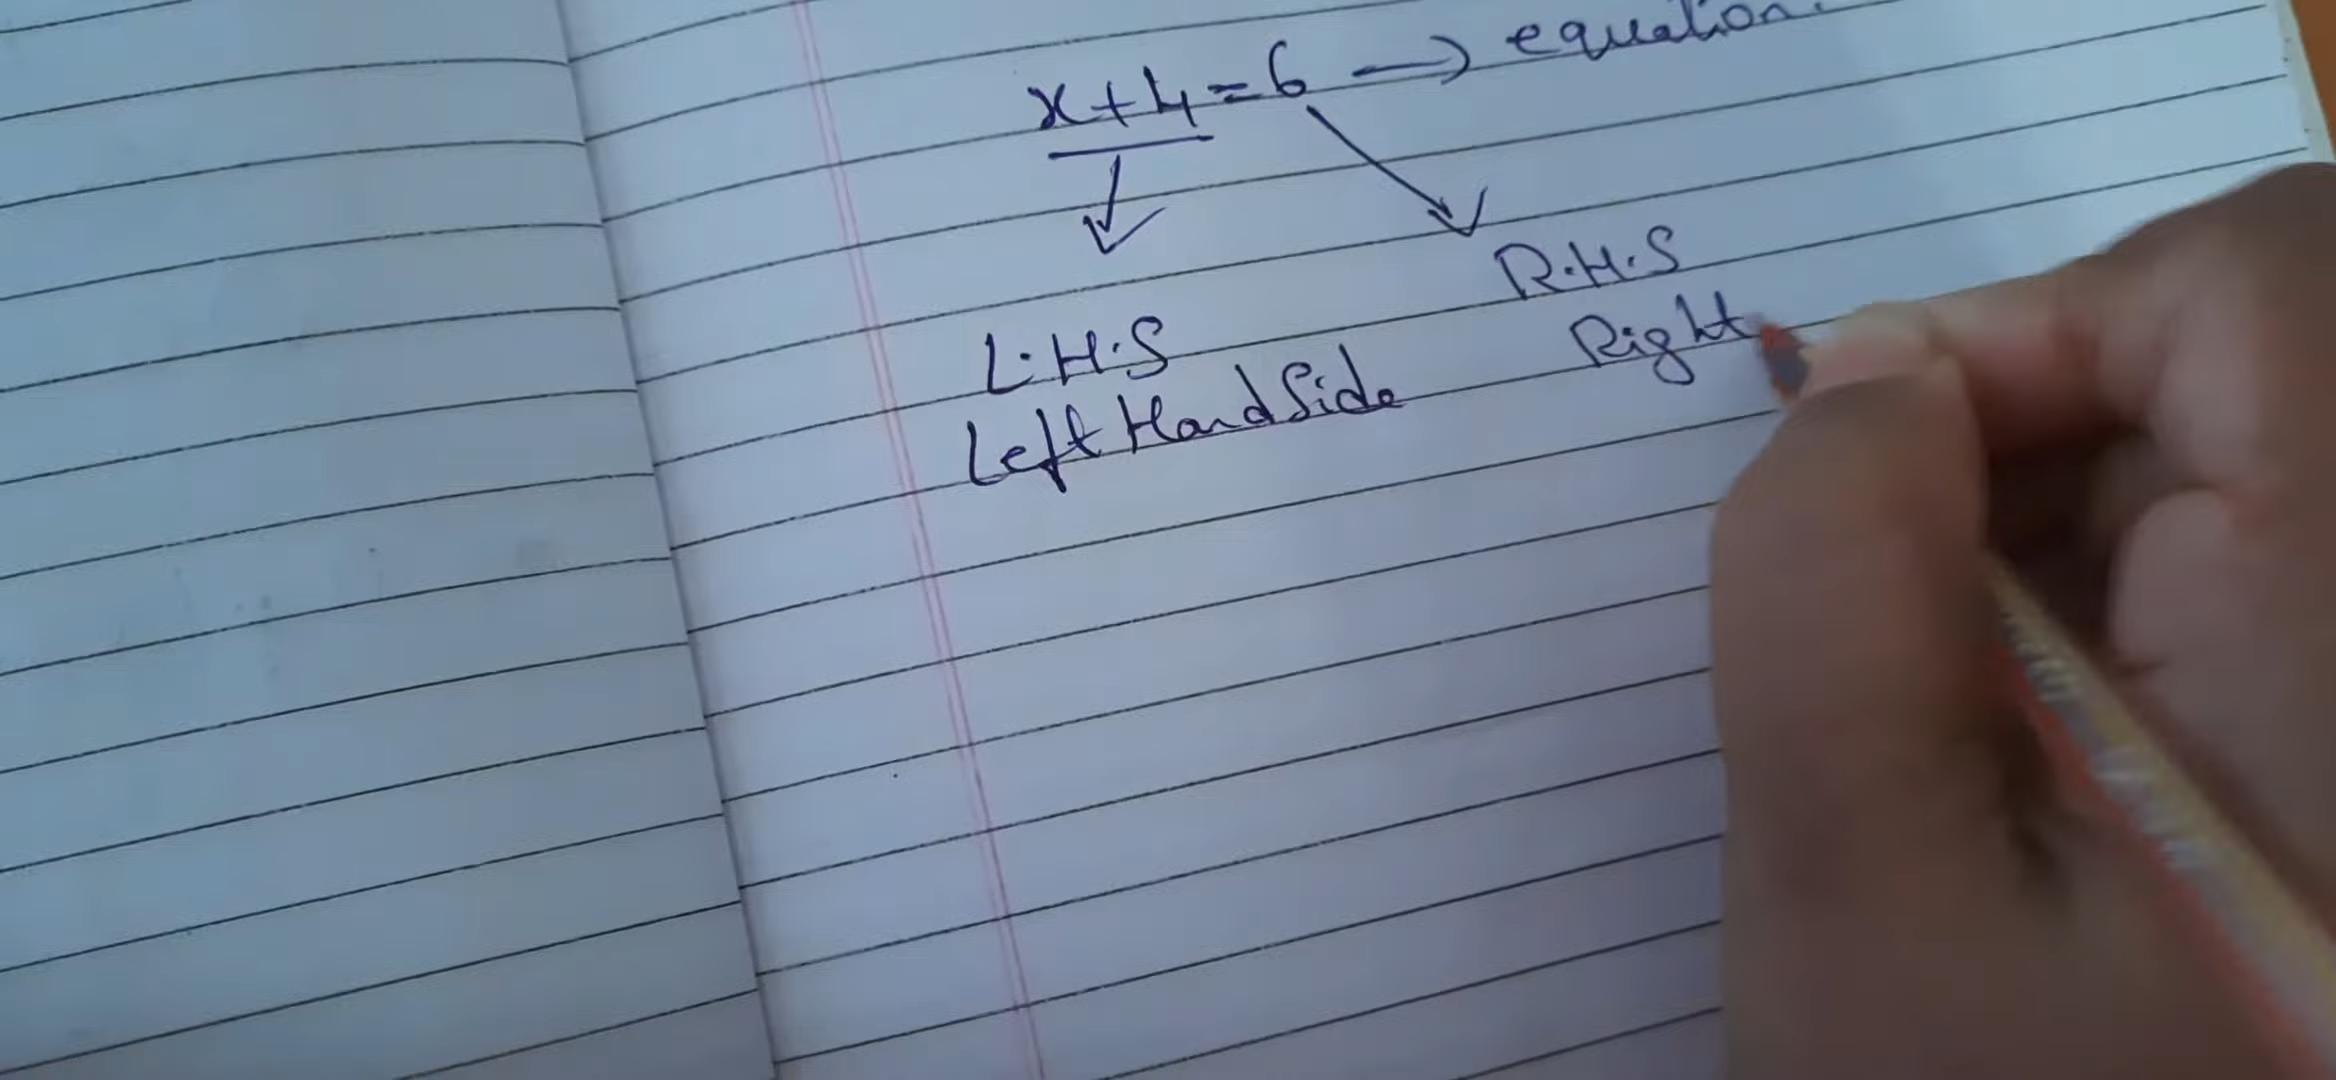 x+4=6 → equation.
R.H.S
Right
L.H.S
Left Hand Side